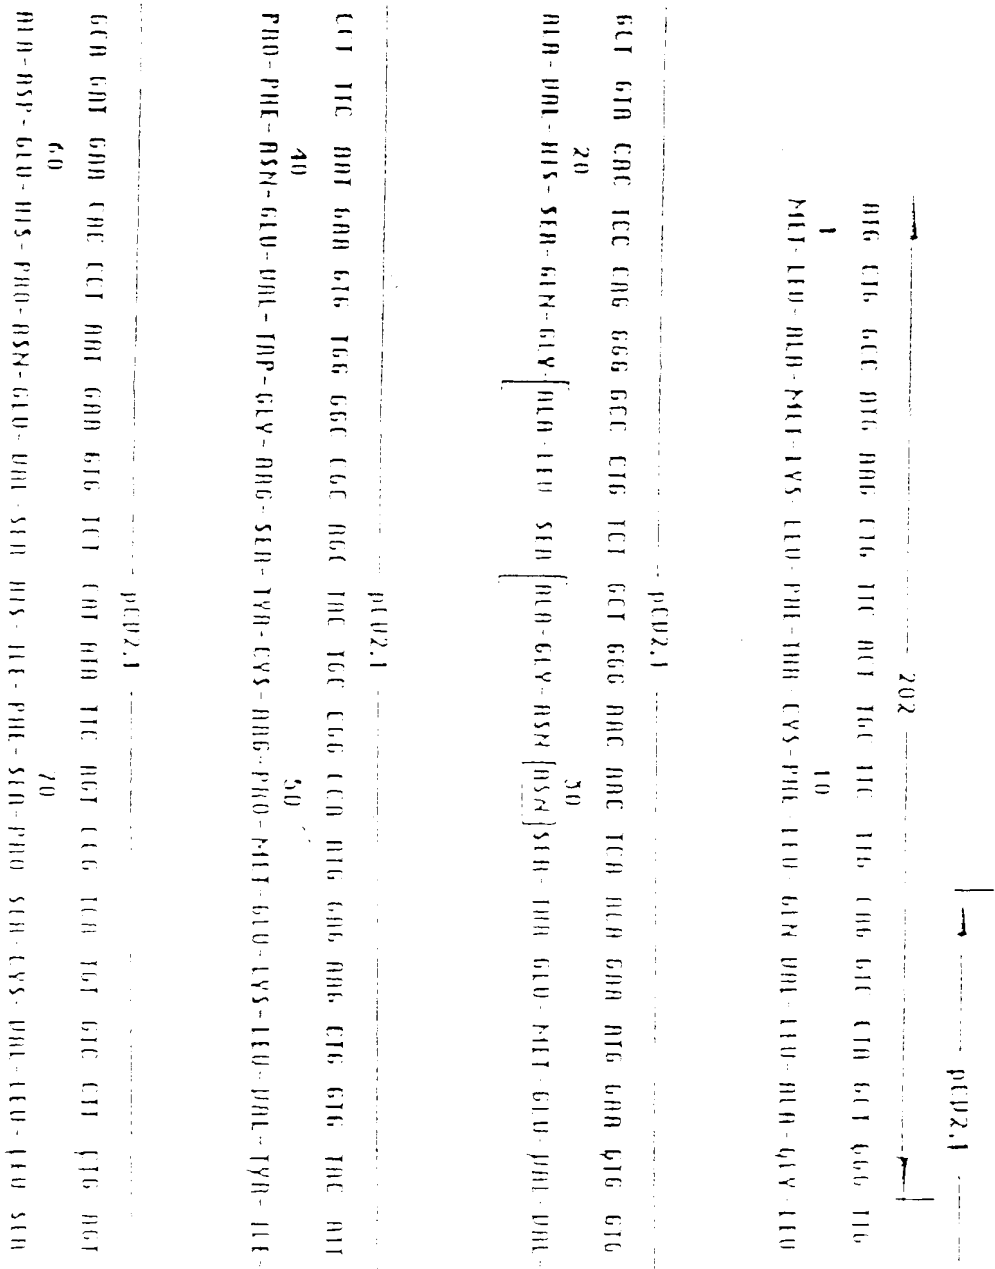 pCV2.1
202
ATG CTG GCC ATG AAG CTG TTC ACT TGC TTC TTG CAG GTC CTA GCT GGG TTG
1 10
MET-LEU-ALA-MET-LYS-LEU-PHE-THR-CYS-PHE-LEU-GLN-VAL-LEU-ALA-GLY-LEU
pCV2.1
GCT GTA CAC TCC CAG GGG GCC CTG TCT GCT GGG AAC AAC TCA ACA GAA ATG GAA GTG GTG
20 30
ALA-VAL-HIS-SER-GLN-GLY-ALA-LEU SER ALA-GLY-ASN ASN SER-THR GLU-MET-GLU-VAL-VAL-
pCV2.1
CCT TTC AAT GAA GTG TGG GGC CGC AGC TAC TGC CGG CCA ATG GAG AAG CTG GTG TAC ATT
40 50
PRO-PHE-ASN-GLU-VAL-TRP-GLY-ARG-SER-TYR-CYS-ARG-PRO-MET-GLU-LYS-LEU-VAL-TYR-ILE-
pCV2.1
GCA GAT GAA CAC CCT AAT GAA GTG TCT CAT ATA TTC AGT CCG TCA TGT GTC CTT CTG AGT
60 70
ALA-ASP-GLU-HIS-PRO-ASN-GLU-VAL SER HIS-ILE-PHE-SER-PRO SER-CYS-VAL-LEU-LEU SER